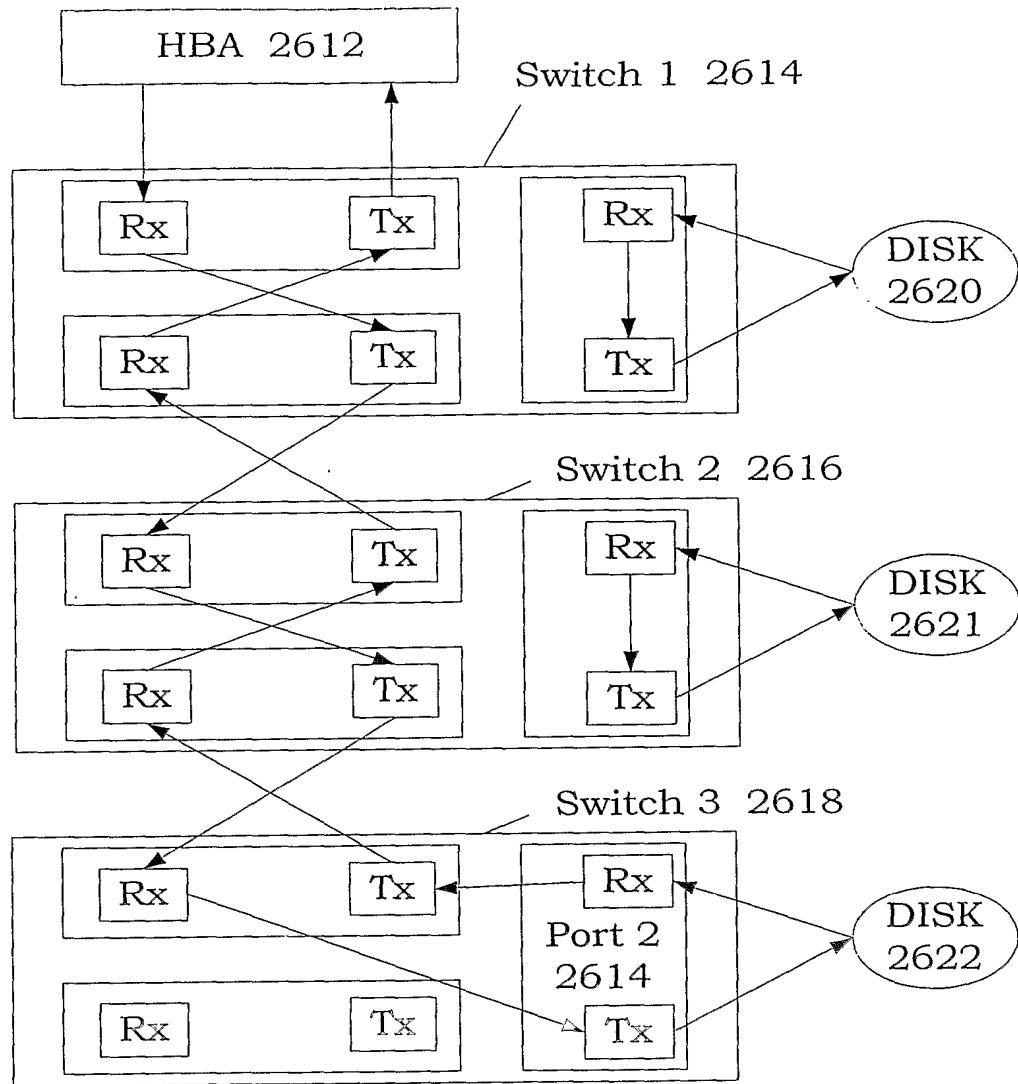 HBA 2612
Switch 1 2614
Rx Tx Rx
DISK
2620
Rx Tx Tx
Switch 2 2616
Rx Tx Rx
DISK
2621
Rx Tx Tx
Switch 3 2618
Rx Tx Rx
Port 2
2614
DISK
2622
Rx Tx Tx